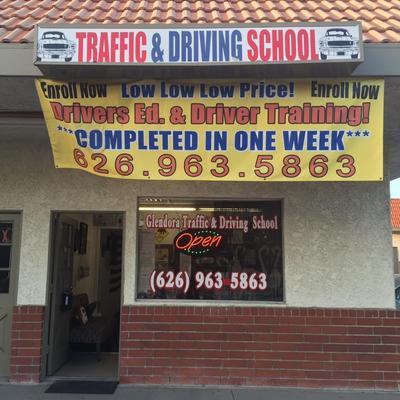 TRAFFIC & DRIVING SCHOOL
Enroll Now Low Low Low Price! Enroll Now
Drivers Ed. & Driver Training!
***COMPLETED IN ONE WEEK***
626.963.5863
Glendora Traffic & Driving School
Open
(626) 963-5863